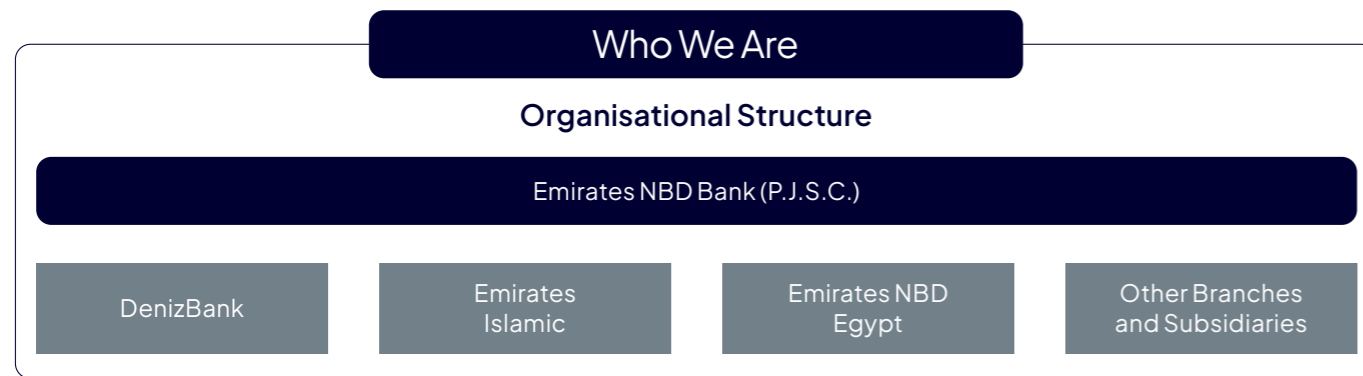 Who We Are
Organisational Structure
Emirates NBD Bank (P.J.S.C.)
DenizBank
Emirates
Islamic
Emirates NBD
Egypt
Other Branches
and Subsidiaries